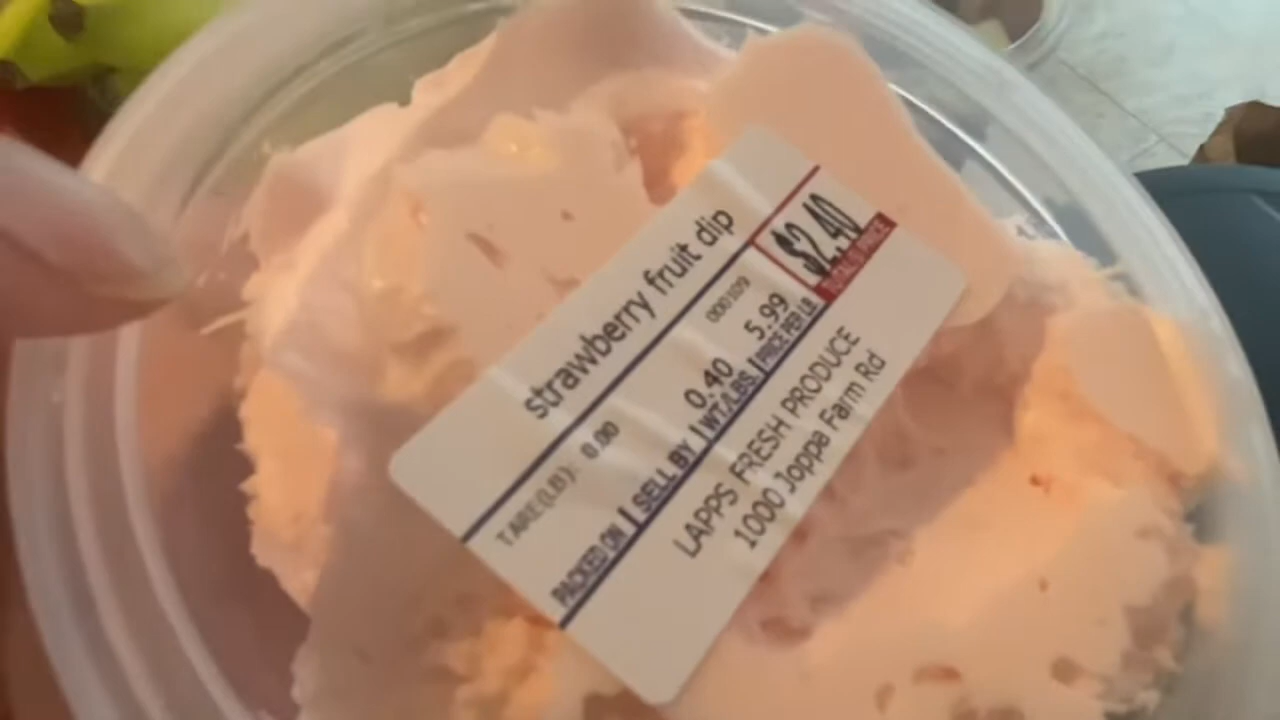 strawberry fruit dip
$2.40
TOTAL $ PRICE
000109
TARE(LB): 0.00
0.40
5.99
PACKED ON
SELL BY
WT/LBS.
PRICE PER LB.
LAPPS FRESH PRODUCE
1000 Joppa Farm Rd